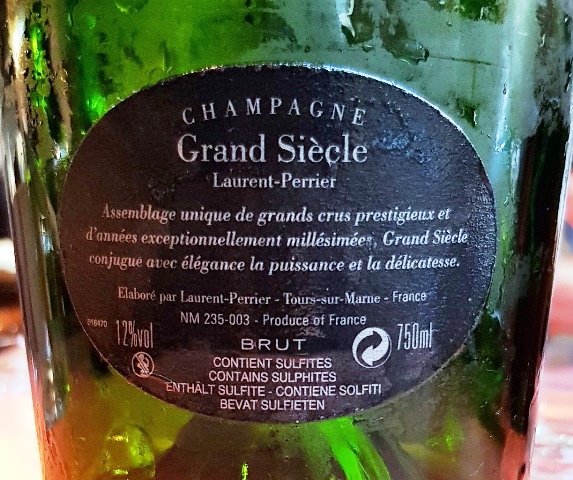 CHAMPAGNE
Grand Siècle
Laurent-Perrier
Assemblage unique de grands crus prestigieux et
d'années exceptionnellement millésimées, Grand Siècle
conjugue avec élégance la puissance et la délicatesse.
Elaboré par Laurent-Perrier - Tours-sur-Marne - France
NM 235-003 - Produce of France
016470 12%vol 750ml
BRUT
CONTIENT SULFITES
CONTAINS SULPHITES
ENTHÄLT SULFITE - CONTIENE SOLFITI
BEVAT SULFIETEN